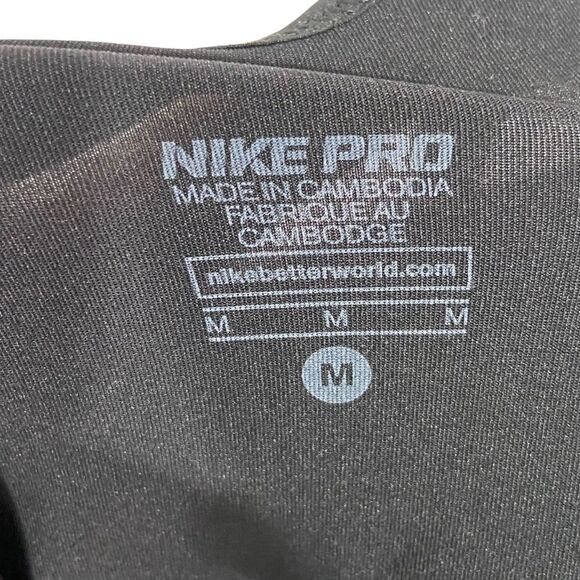 NIKE PRO
MADE IN CAMBODIA
FABRIQUE AU
CAMBODGE
nikebetterworld.com
M M M
M